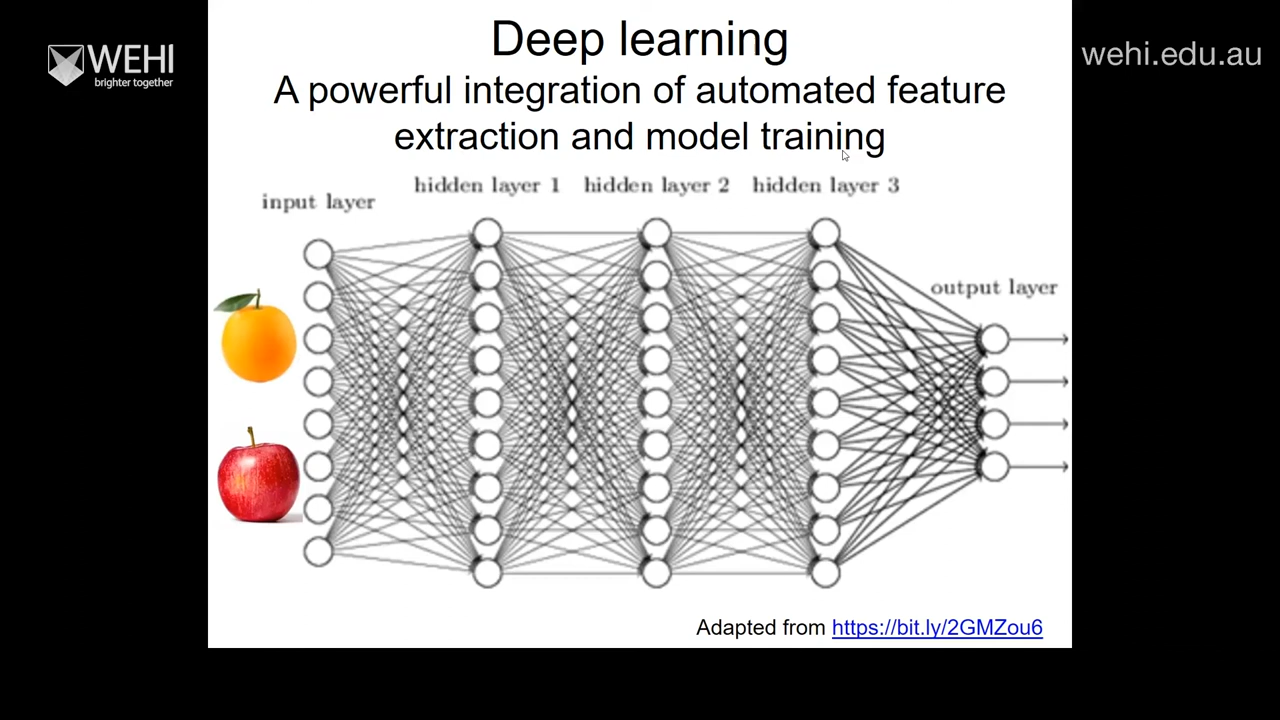 Deep learning
WEHI
brighter together
wehi.edu.au
A powerful integration of automated feature
extraction and model training
input layer
hidden layer 1
hidden layer 2
hidden layer 3
output layer
Adapted from https://bit.ly/2GMZou6